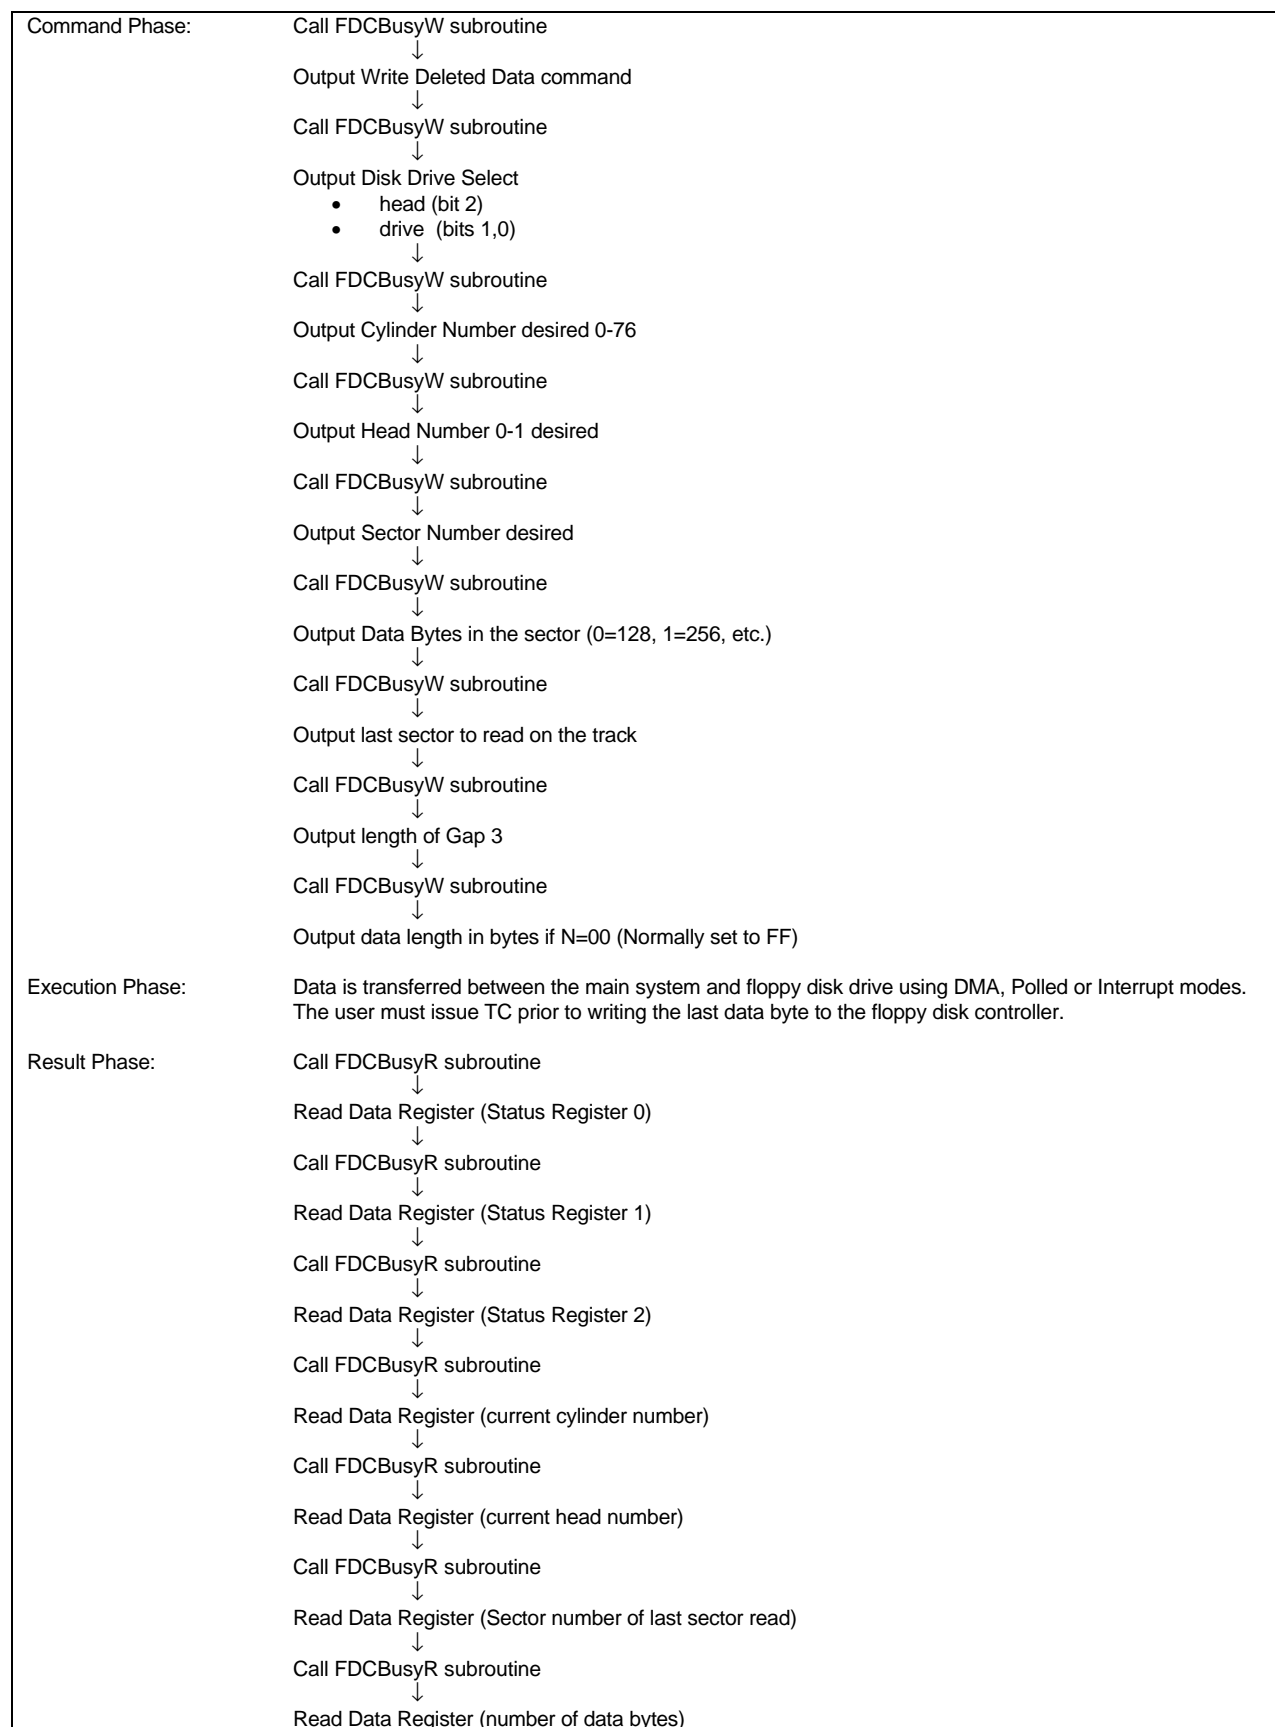 Command Phase: Call FDCBusyW subroutine
↓
Output Write Deleted Data command
↓
Call FDCBusyW subroutine
↓
Output Disk Drive Select
• head (bit 2)
• drive (bits 1,0)
↓
Call FDCBusyW subroutine
↓
Output Cylinder Number desired 0-76
↓
Call FDCBusyW subroutine
↓
Output Head Number 0-1 desired
↓
Call FDCBusyW subroutine
↓
Output Sector Number desired
↓
Call FDCBusyW subroutine
↓
Output Data Bytes in the sector (0=128, 1=256, etc.)
↓
Call FDCBusyW subroutine
↓
Output last sector to read on the track
↓
Call FDCBusyW subroutine
↓
Output length of Gap 3
↓
Call FDCBusyW subroutine
↓
Output data length in bytes if N=00 (Normally set to FF)
Execution Phase: Data is transferred between the main system and floppy disk drive using DMA, Polled or Interrupt modes.
The user must issue TC prior to writing the last data byte to the floppy disk controller.
Result Phase: Call FDCBusyR subroutine
↓
Read Data Register (Status Register 0)
↓
Call FDCBusyR subroutine
↓
Read Data Register (Status Register 1)
↓
Call FDCBusyR subroutine
↓
Read Data Register (Status Register 2)
↓
Call FDCBusyR subroutine
↓
Read Data Register (current cylinder number)
↓
Call FDCBusyR subroutine
↓
Read Data Register (current head number)
↓
Call FDCBusyR subroutine
↓
Read Data Register (Sector number of last sector read)
↓
Call FDCBusyR subroutine
↓
Read Data Register (number of data bytes)